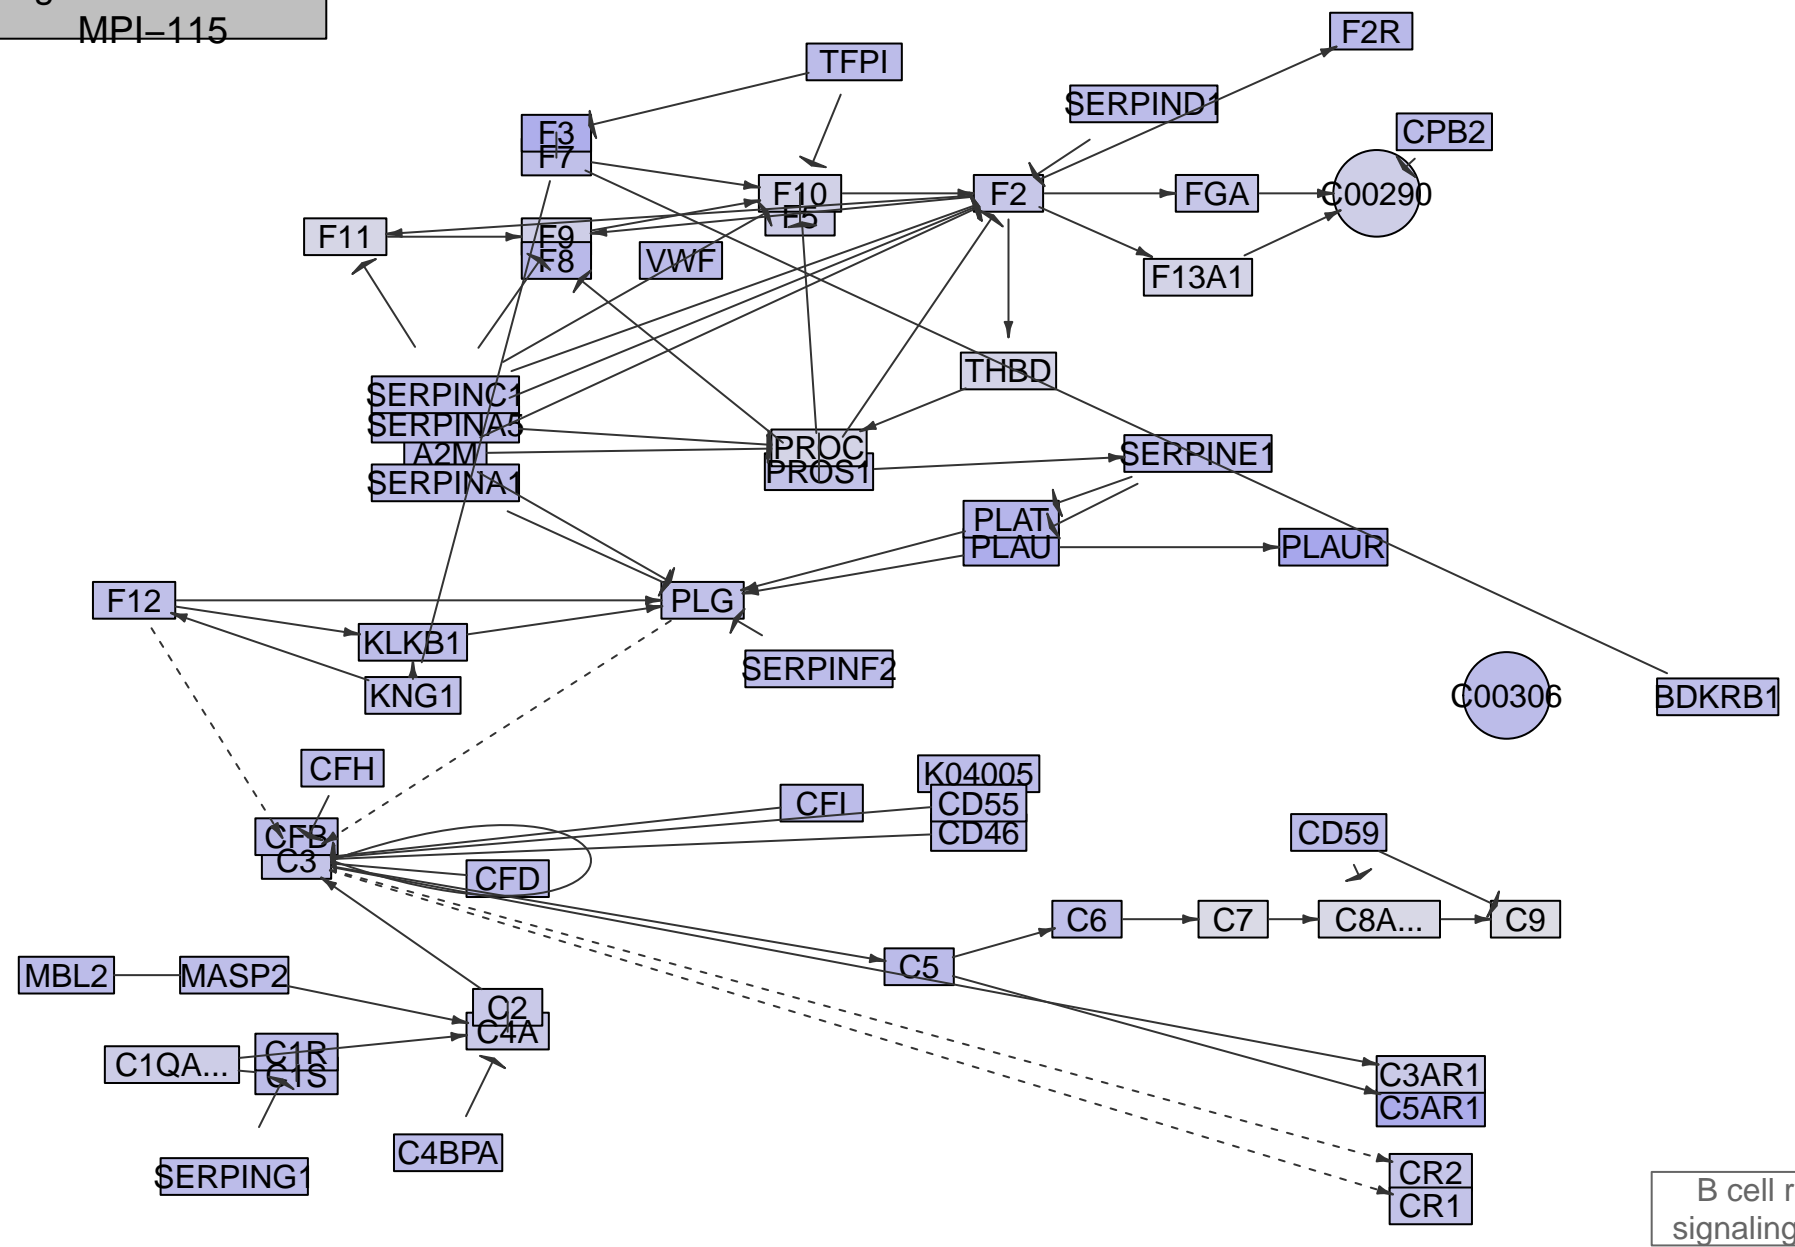 MPI–115
F2R
TFPI
SERPIND1
CPB2
F3
F7
F10
F5
F2
FGA
C00290
F11
F9
F8
VWF
F13A1
THBD
SERPINC1
SERPINA5
A2M
SERPINA1
PROC
PROS1
SERPINE1
PLAT
PLAU
PLAUR
F12
PLG
KLKB1
SERPINF2
KNG1
C00306
BDKRB1
CFH
K04005
CFI
CD55
CD46
CFB
C3
CD59
CFD
C6
C7
C8A...
C9
C5
MBL2
MASP2
C2
C4A
C1R
C1QA...
C1S
C3AR1
C5AR1
C4BPA
SERPING1
CR2
CR1
B cell r
signaling